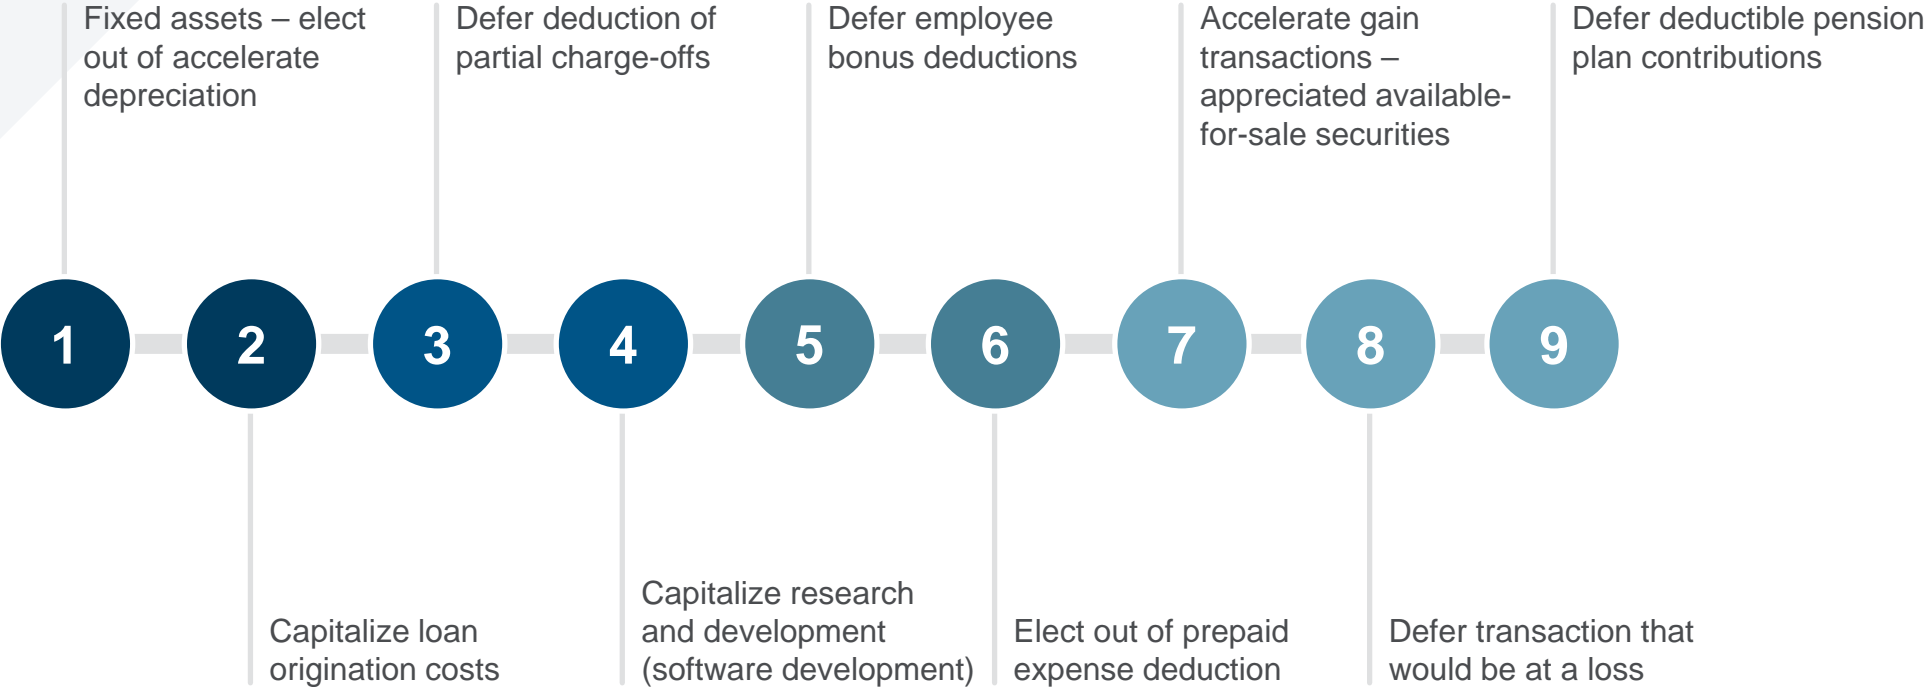 Fixed assets – elect
out of accelerate
depreciation
Defer deduction of
partial charge-offs
Defer employee
bonus deductions
Accelerate gain
transactions –
appreciated available-
for-sale securities
Defer deductible pension
plan contributions
1
2
3
4
5
6
7
8
9
Capitalize loan
origination costs
Capitalize research
and development
(software development)
Elect out of prepaid
expense deduction
Defer transaction that
would be at a loss